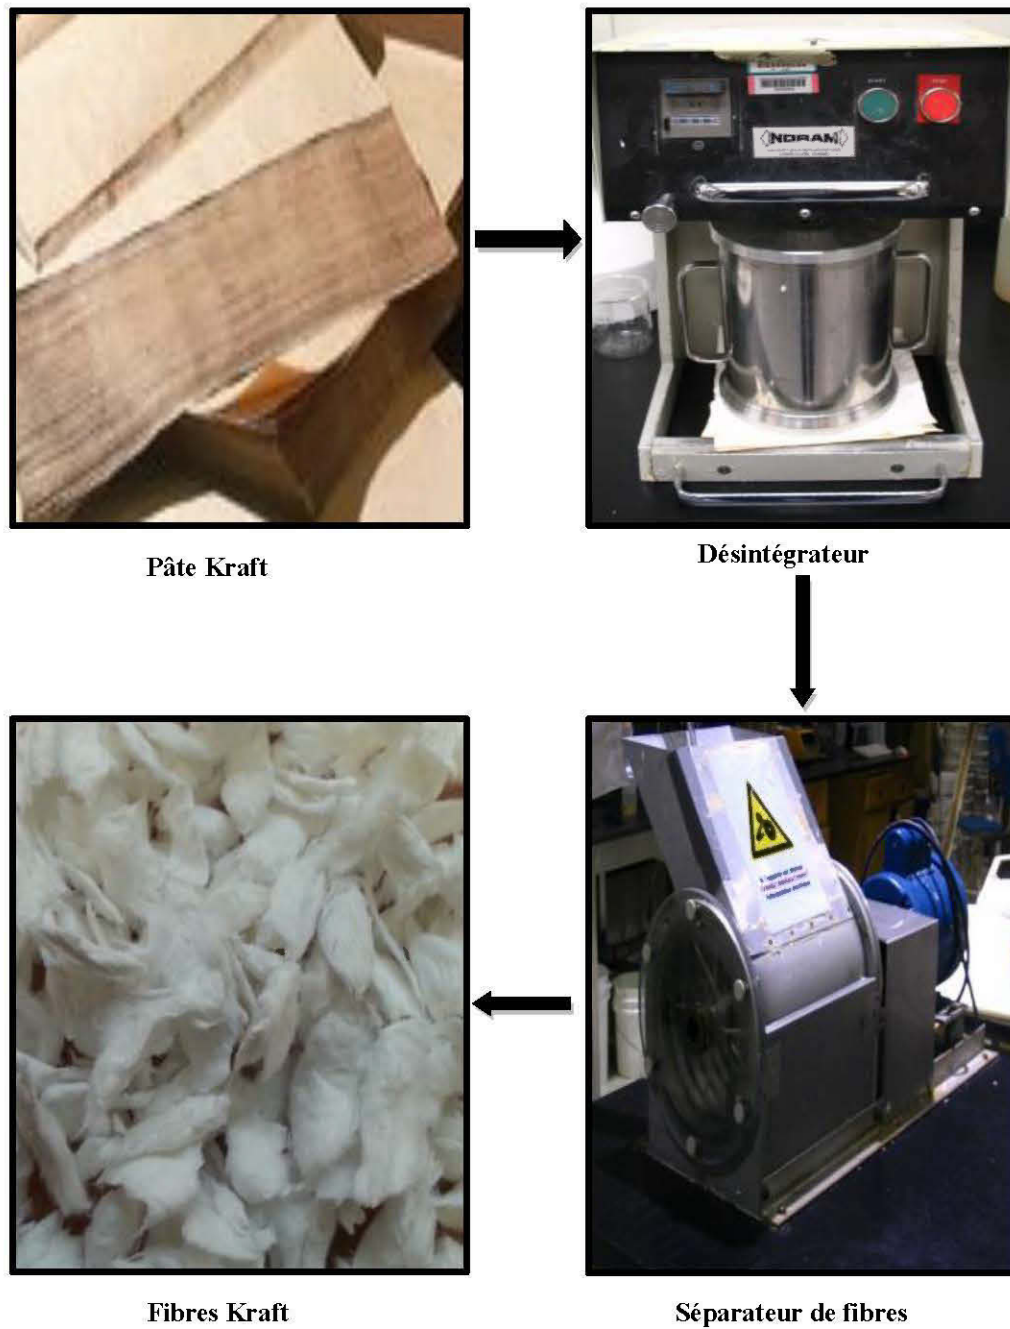 NORAM
Pâte Kraft
Désintégrateur
Fibres Kraft
Séparateur de fibres